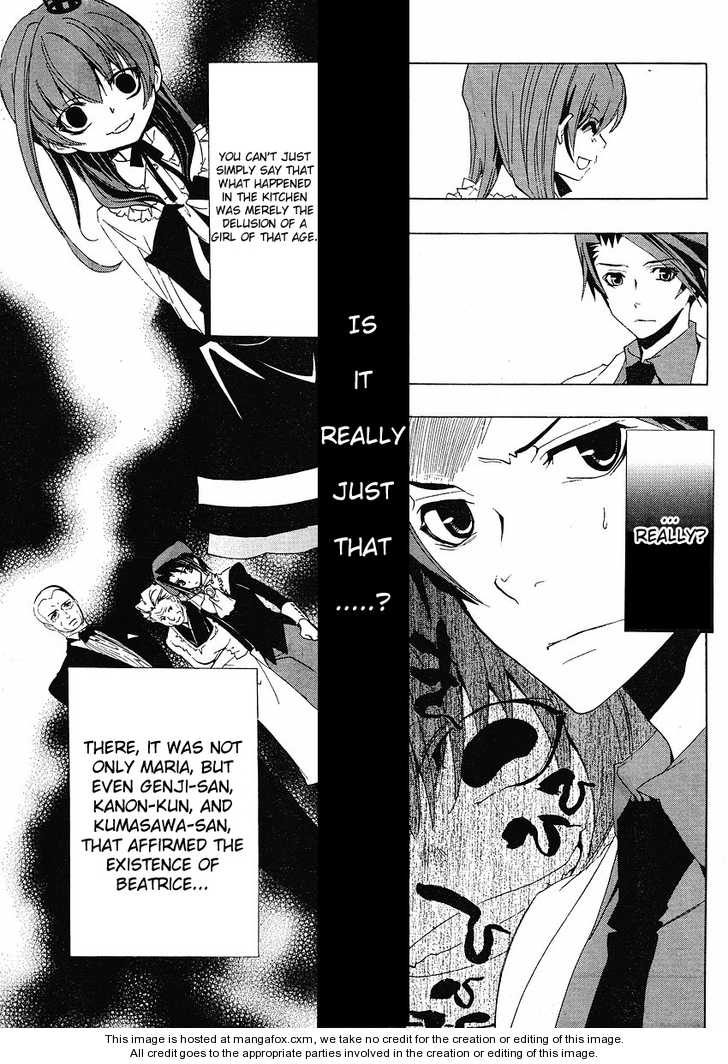 ...
REALLY?
IS
IT
REALLY
JUST
THAT
.....?
YOU CAN'T JUST
SIMPLY SAY THAT
WHAT HAPPENED
IN THE KITCHEN
WAS MERELY THE
DELUSION OF A
GIRL OF THAT AGE.
THERE, IT WAS NOT
ONLY MARIA, BUT
EVEN GENJI-SAN,
KANON-KUN, AND
KUMASAWA-SAN,
THAT AFFIRMED THE
EXISTENCE OF
BEATRICE...
This image is hosted at mangafox.cxm, we take no credit for the creation or editing of this image.
All credit goes to the appropriate parties involved in creation/editing of this image.